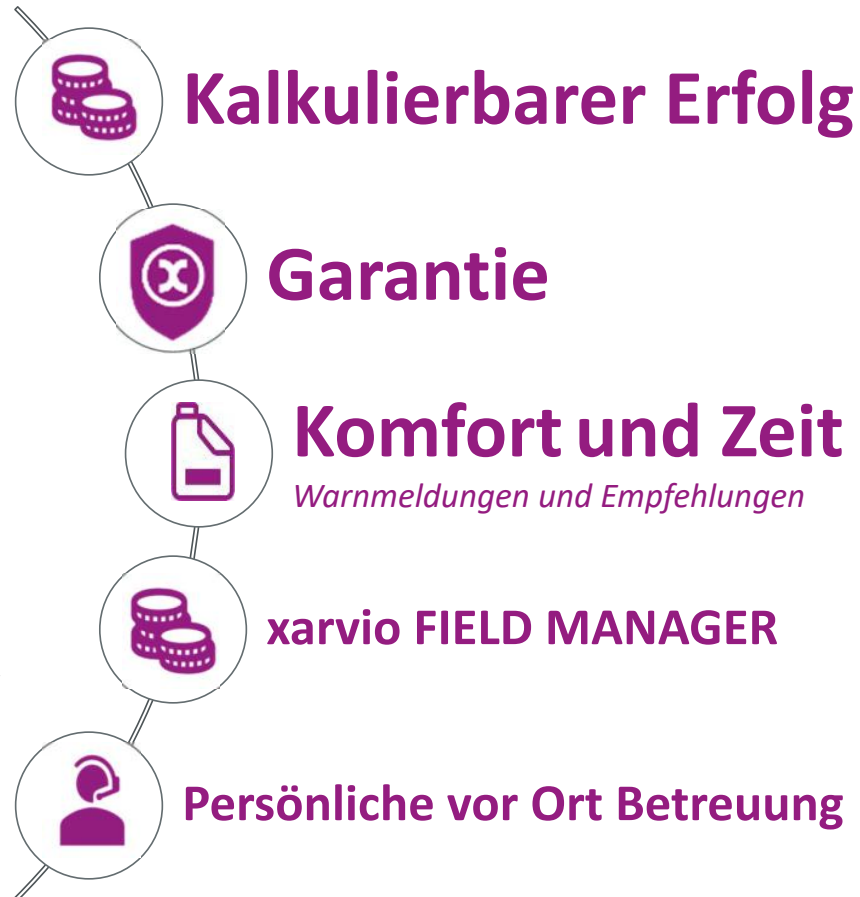 Kalkulierbarer Erfolg
Garantie
Komfort und Zeit
Warnmeldungen und Empfehlungen
xarvio FIELD MANAGER
Persönliche vor Ort Betreuung